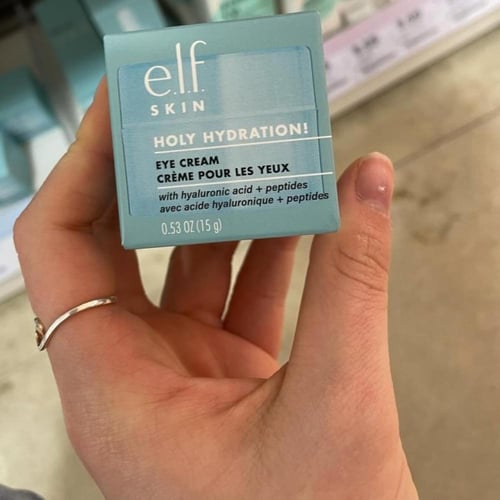 e.l.f.
SKIN
HOLY HYDRATION!
EYE CREAM
CRÈME POUR LES YEUX
with hyaluronic acid + peptides
avec acide hyaluronique + peptides
0.53 OZ (15 g)